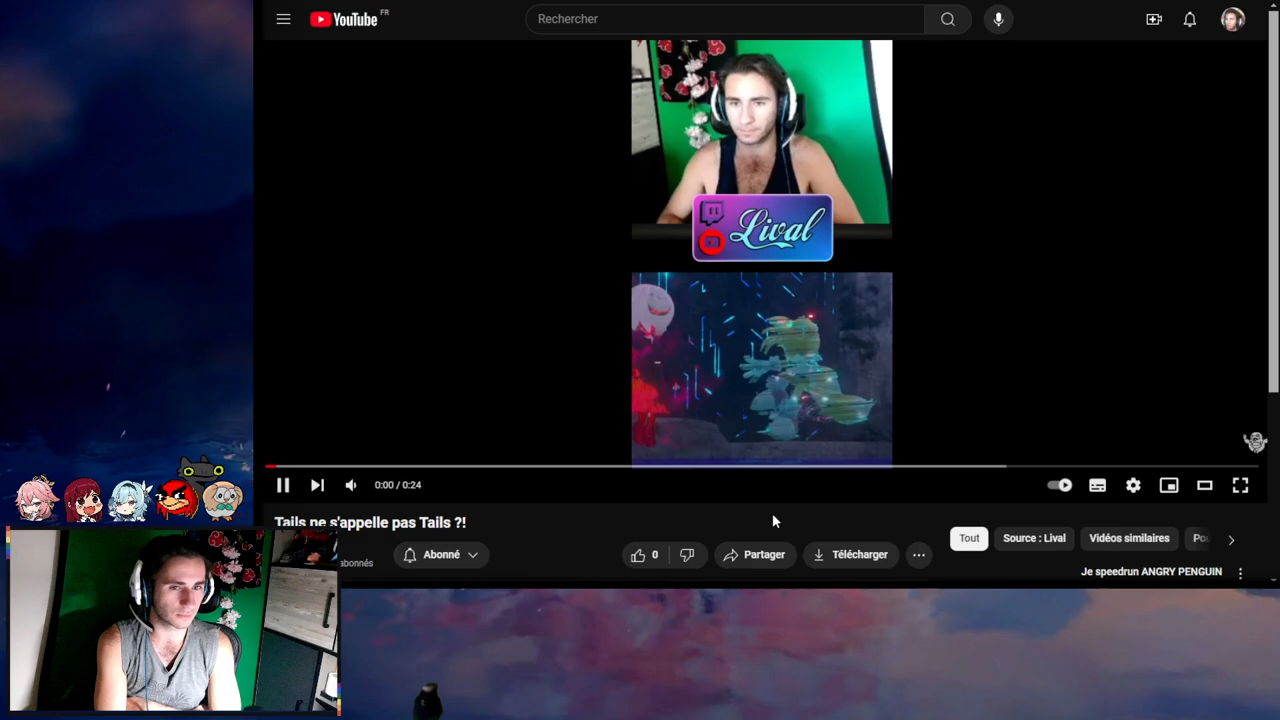 YouTube FR
Rechercher
Lival
0:00 / 0:24
Tails ne s'appelle pas Tails ?!
abonnés
Abonné
0
Partager
Télécharger
Tout
Source : Lival
Vidéos similaires
Po
Je speedrun ANGRY PENGUIN